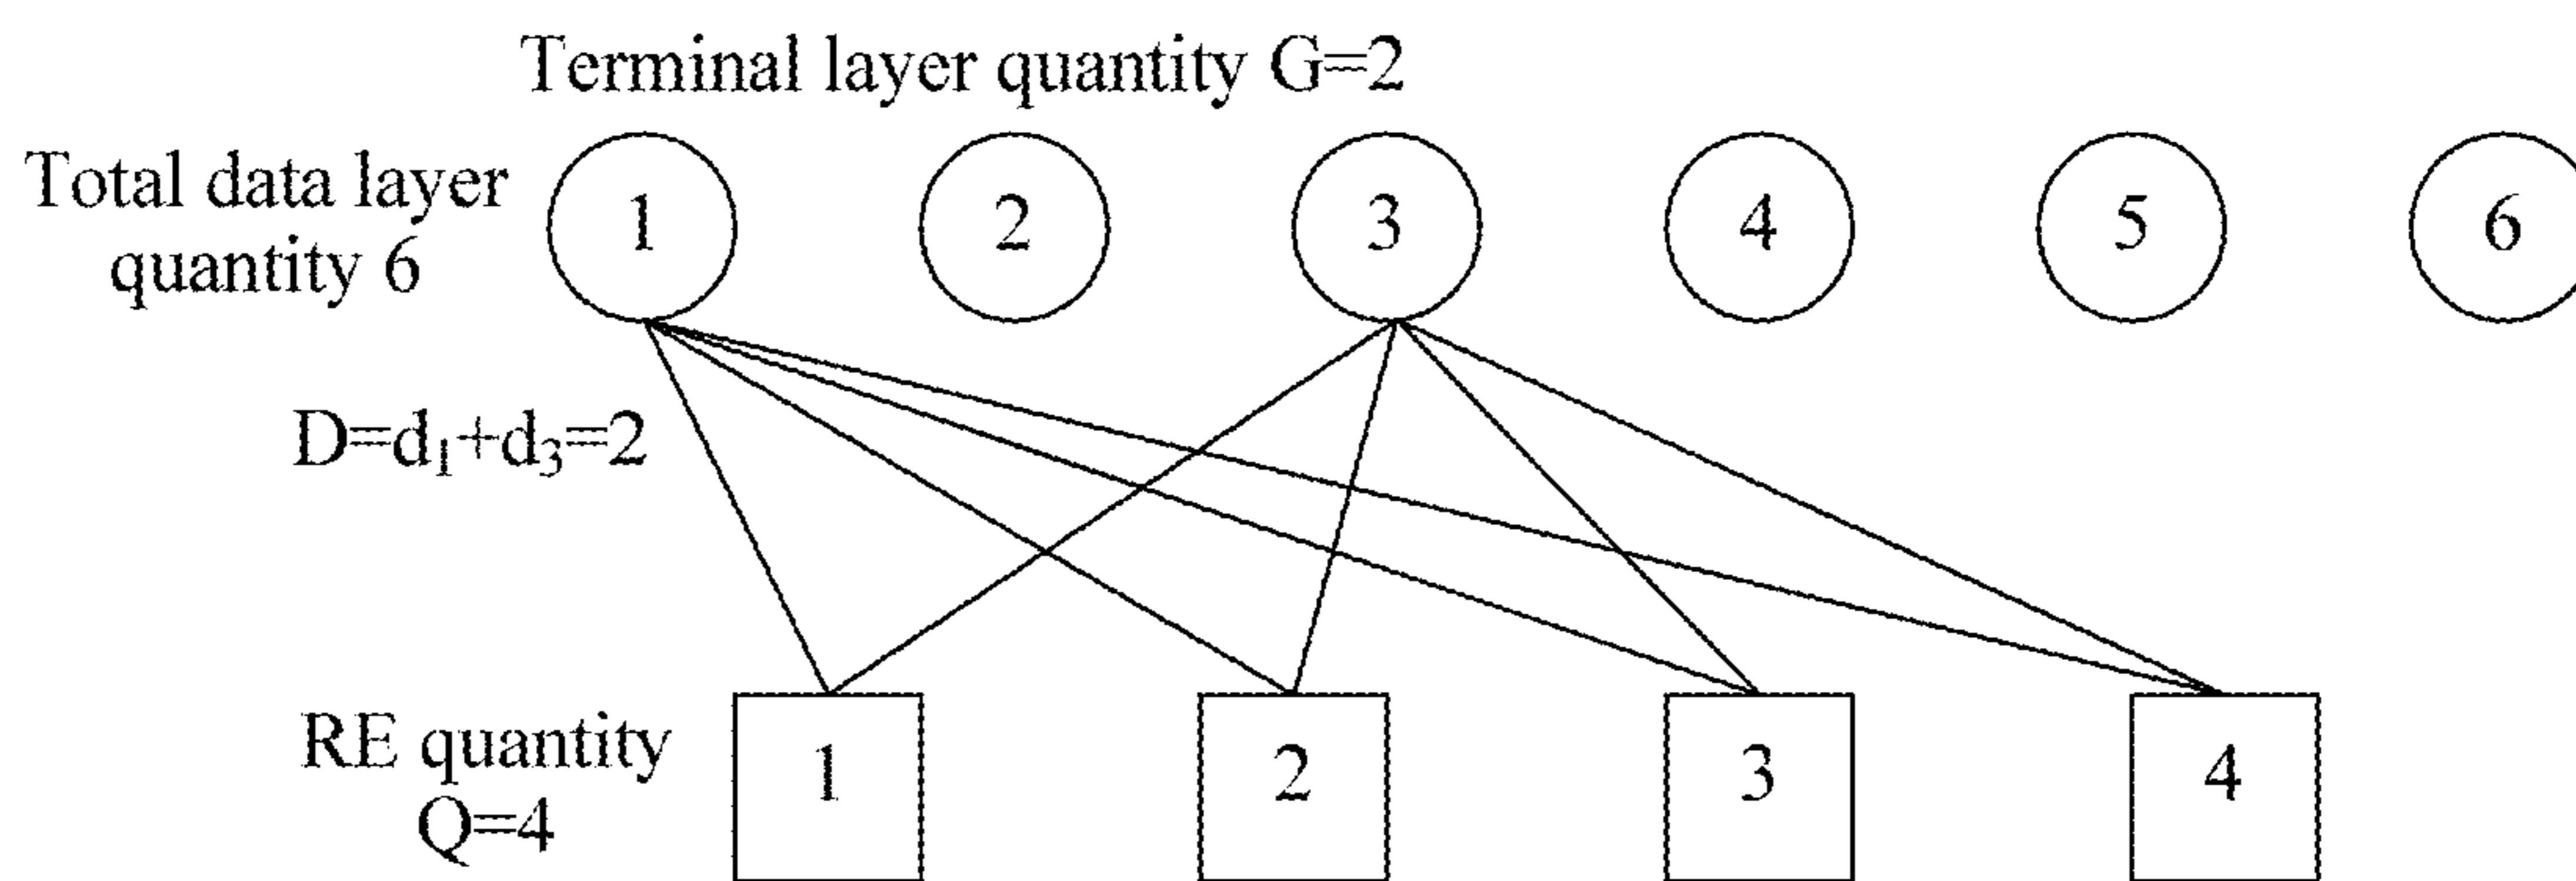 Terminal layer quantity G=2
Total data layer
quantity 6
1 2 3 4 5 6
D=d₁+d₃=2
RE quantity
Q=4
1 2 3 4